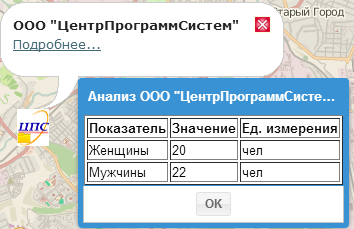 Старый Город
ООО "ЦентрПрограммСистем"
Подробнее...
ЦПС
Анализ ООО "ЦентрПрограммСисте...
Показатель Значение Ед. измерения
Женщины 20 чел
Мужчины 22 чел
OK